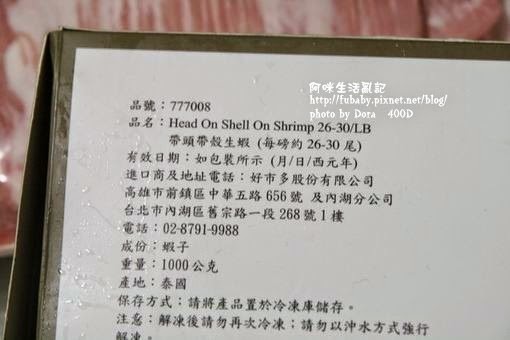 阿咪生活亂記
http://fubaby.pixnet.net/blog/
photo by Dora 400D
品號：777008
品名：Head On Shell On Shrimp 26-30/LB
帶頭帶殼生蝦 (每磅約 26-30 尾)
有效日期：如包裝所示 (月/日/西元年)
進口商及地址電話：好市多股份有限公司
高雄市前鎮區中華五路 656 號 及內湖分公司
台北市內湖區舊宗路一段 268 號 1 樓
電話：02-8791-9988
成份：蝦子
重量：1000 公克
產地：泰國
保存方式：請將產品置於冷凍庫儲存。
注意：解凍後請勿再次冷凍；請勿以沖水方式強行
解凍。